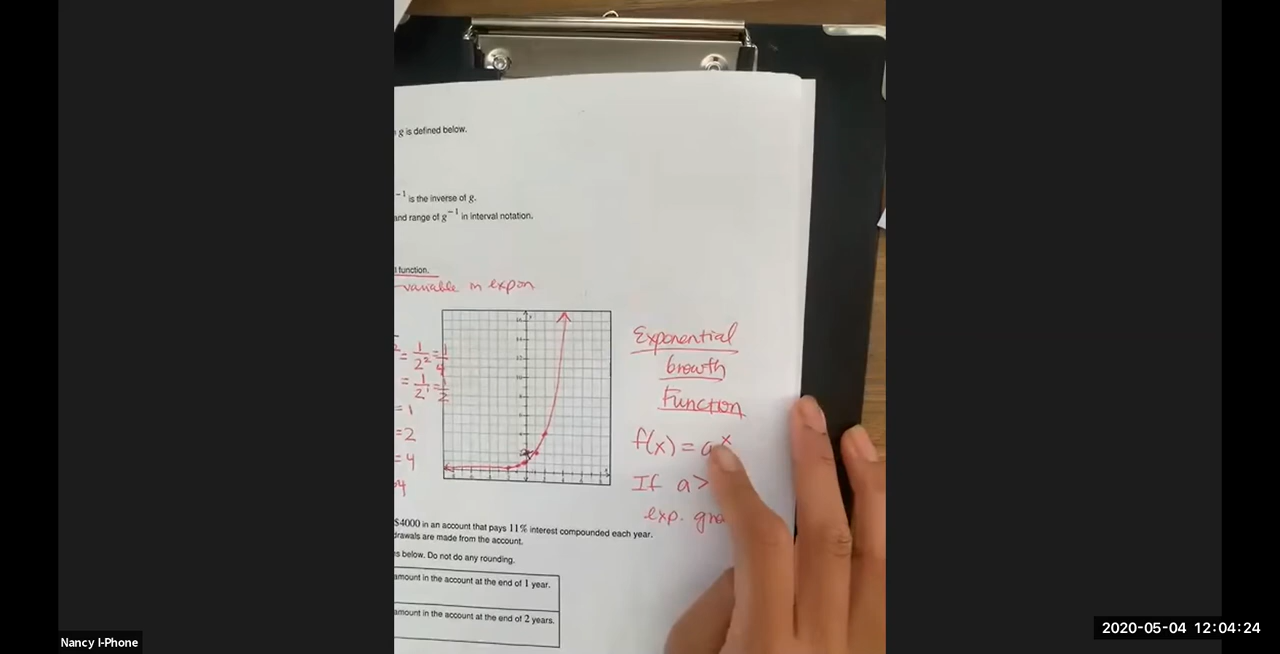 g is defined below.
-1 is the inverse of g.
and range of g-1 in interval notation.
function.
variable in expon
= 1/2² = 1/4
= 1/2¹ = 1/2
= 1
= 2
= 4
Exponential
Growth
Function
f(x) = a^x
If a >
exp. gro
$4000 in an account that pays 11% interest compounded each year.
drawals are made from the account.
s below. Do not do any rounding.
amount in the account at the end of 1 year.
amount in the account at the end of 2 years.
Nancy I-Phone
2020-05-04 12:04:24